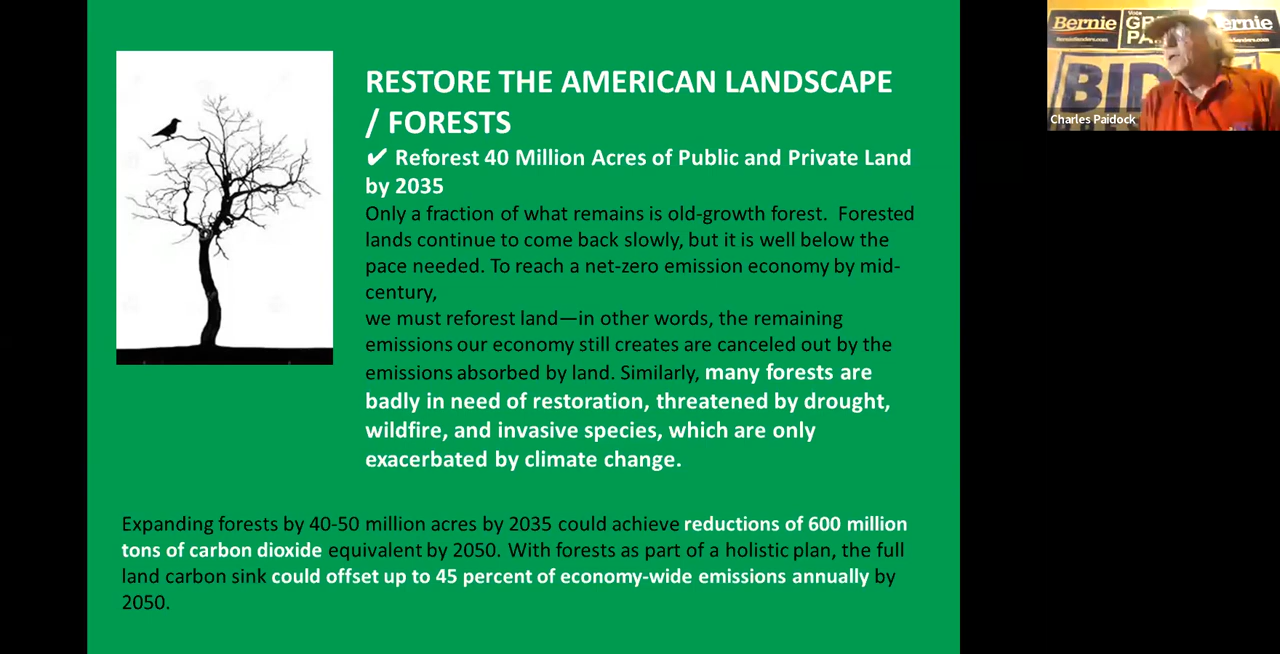 RESTORE THE AMERICAN LANDSCAPE
/ FORESTS
✔ Reforest 40 Million Acres of Public and Private Land
by 2035
Only a fraction of what remains is old-growth forest.  Forested
lands continue to come back slowly, but it is well below the
pace needed. To reach a net-zero emission economy by mid-
century,
we must reforest land—in other words, the remaining
emissions our economy still creates are canceled out by the
emissions absorbed by land. Similarly, many forests are
badly in need of restoration, threatened by drought,
wildfire, and invasive species, which are only
exacerbated by climate change.
Expanding forests by 40-50 million acres by 2035 could achieve reductions of 600 million
tons of carbon dioxide equivalent by 2050. With forests as part of a holistic plan, the full
land carbon sink could offset up to 45 percent of economy-wide emissions annually by
2050.
Bernie
Vote
Charles Paidock